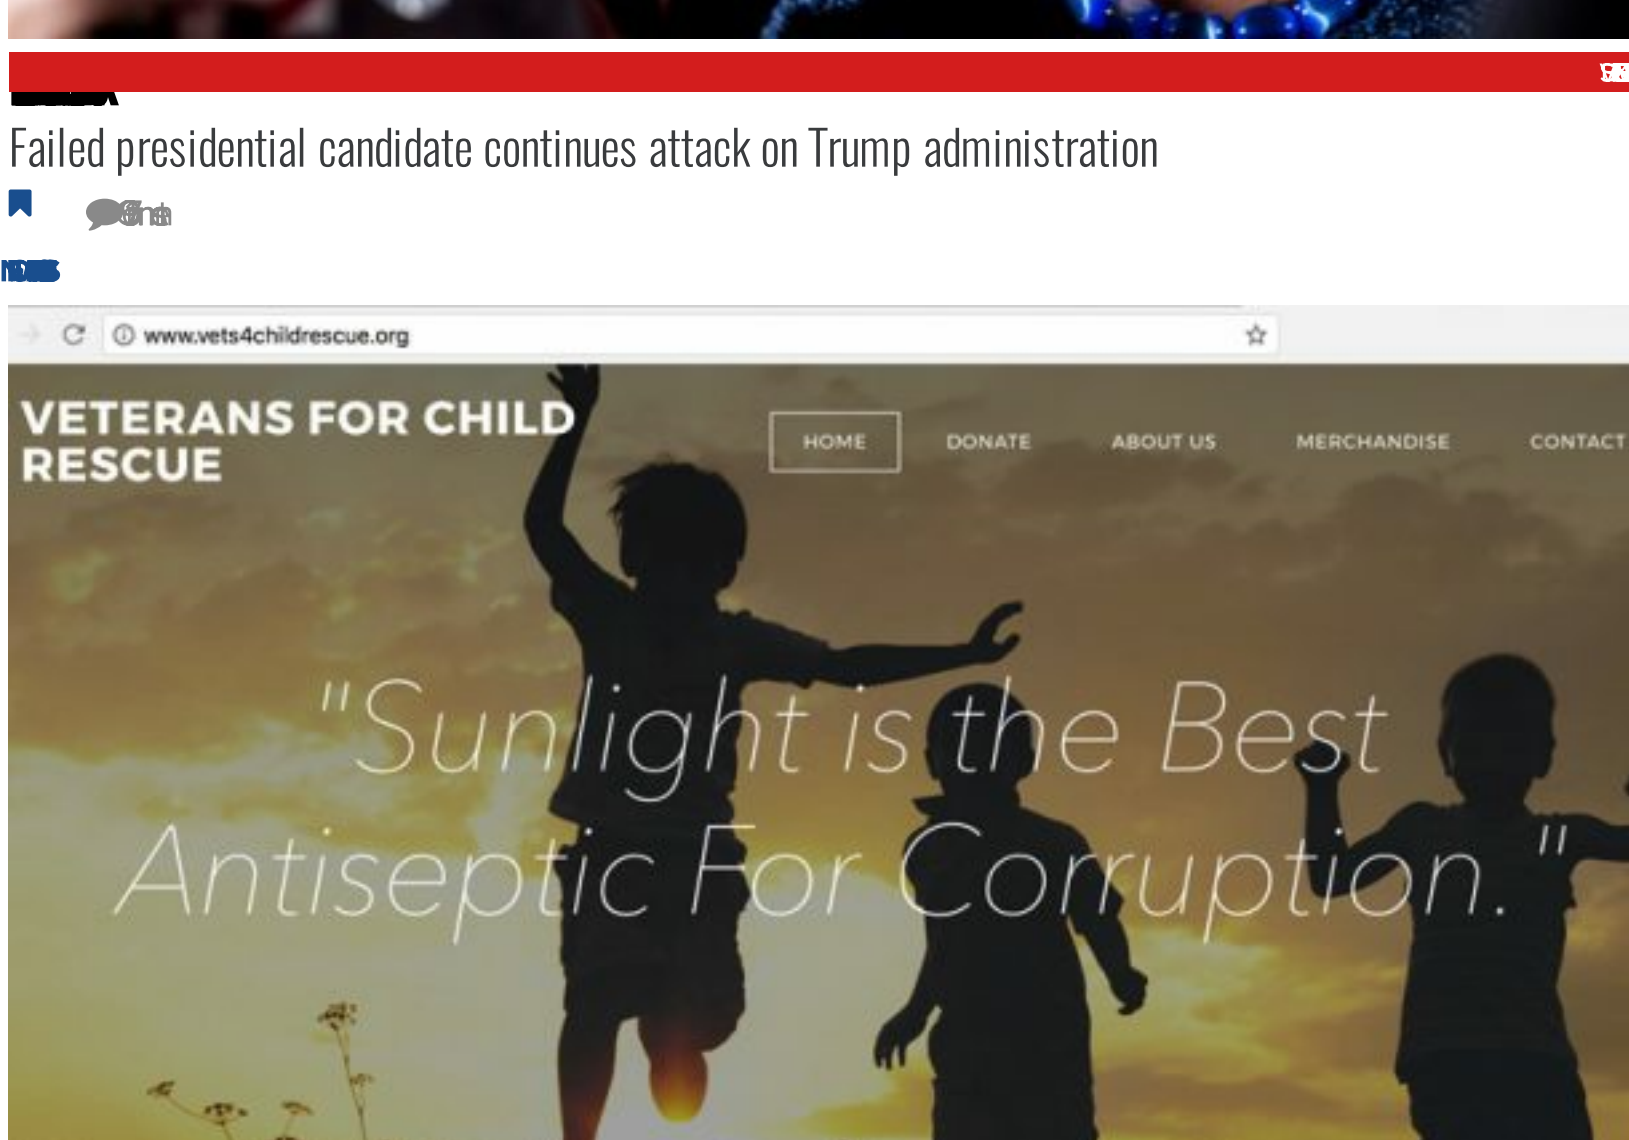 Failed presidential candidate continues attack on Trump administration
www.vets4childrescue.org
VETERANS FOR CHILD
RESCUE
HOME DONATE ABOUT US MERCHANDISE CONTACT
"Sunlight is the Best
Antiseptic For Corruption."